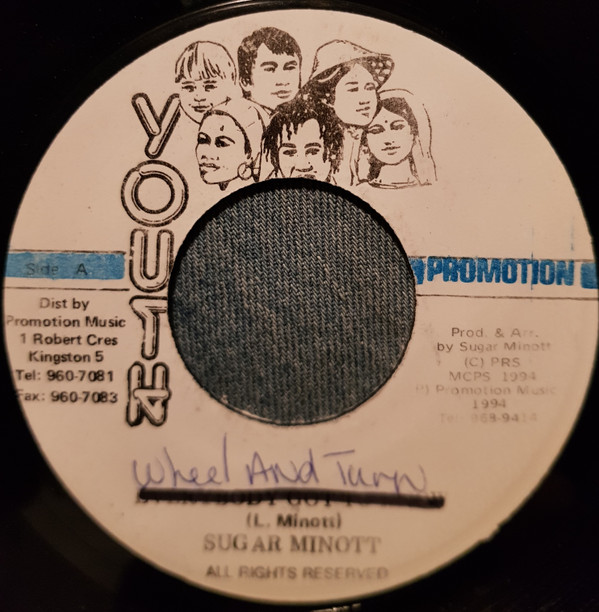 YOUTH
PROMOTION
Side A
Dist by
Promotion Music
1 Robert Cres
Kingston 5
Tel: 960-7081
Fax: 960-7083
Prod. & Arr.
by Sugar Minott
(C) PRS
MCPS 1994
(P) Promotion Music
1994
Wheel And Turn
(L. Minott)
SUGAR MINOTT
ALL RIGHTS RESERVED